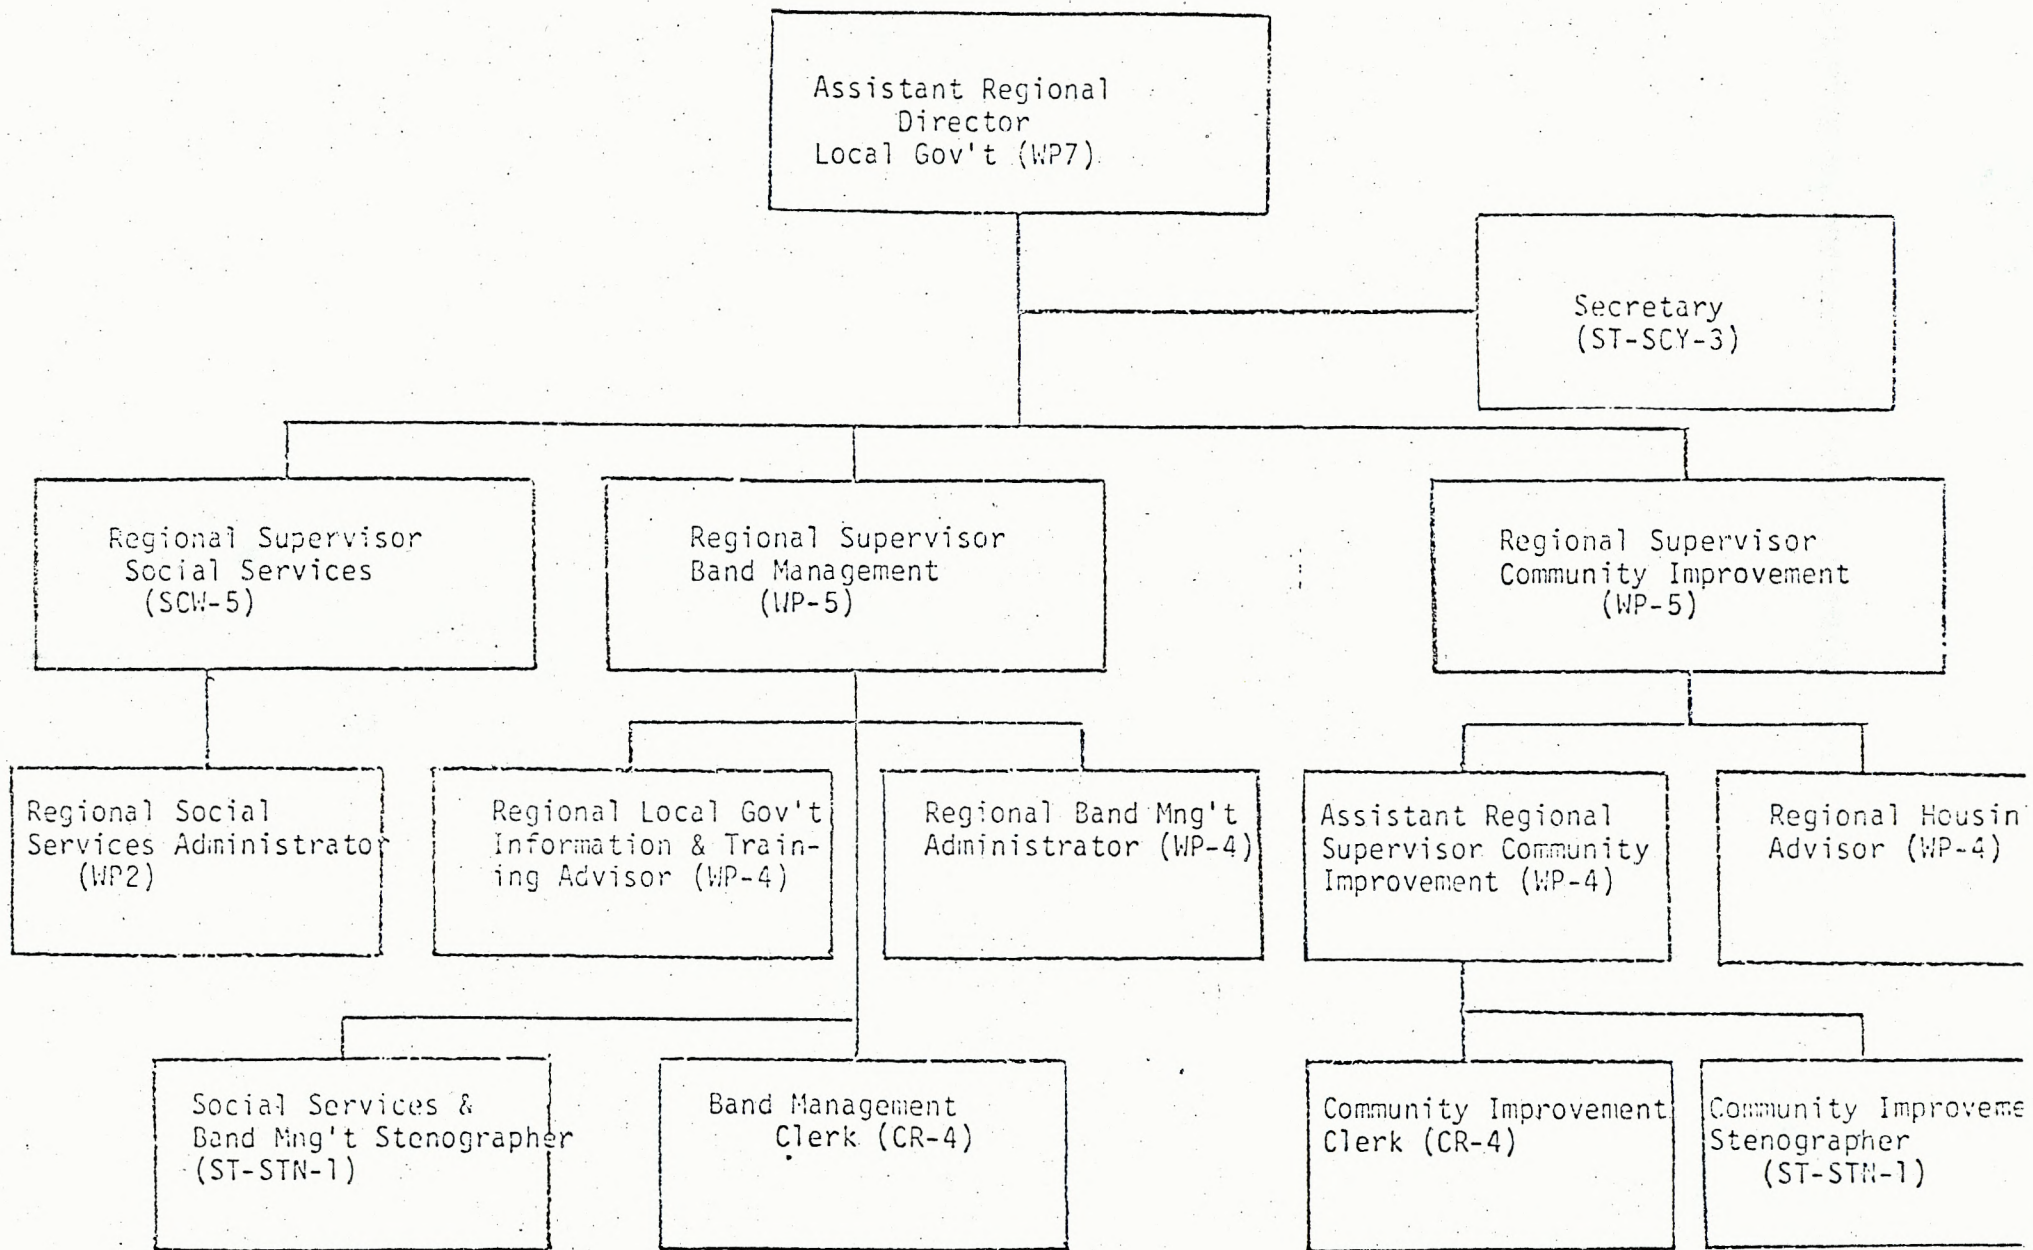 Assistant Regional
Director
Local Gov't (WP7)
Secretary
(ST-SCY-3)
Regional Supervisor
Social Services
(SCW-5)
Regional Supervisor
Band Management
(WP-5)
Regional Supervisor
Community Improvement
(WP-5)
Regional Social
Services Administrator
(WP2)
Regional Local Gov't
Information & Train-
ing Advisor (WP-4)
Regional Band Mng't
Administrator (WP-4)
Assistant Regional
Supervisor Community
Improvement (WP-4)
Regional Housin
Advisor (WP-4)
Social Services &
Band Mng't Stenographer
(ST-STN-1)
Band Management
Clerk (CR-4)
Community Improvement
Clerk (CR-4)
Community Improveme
Stenographer
(ST-STN-1)